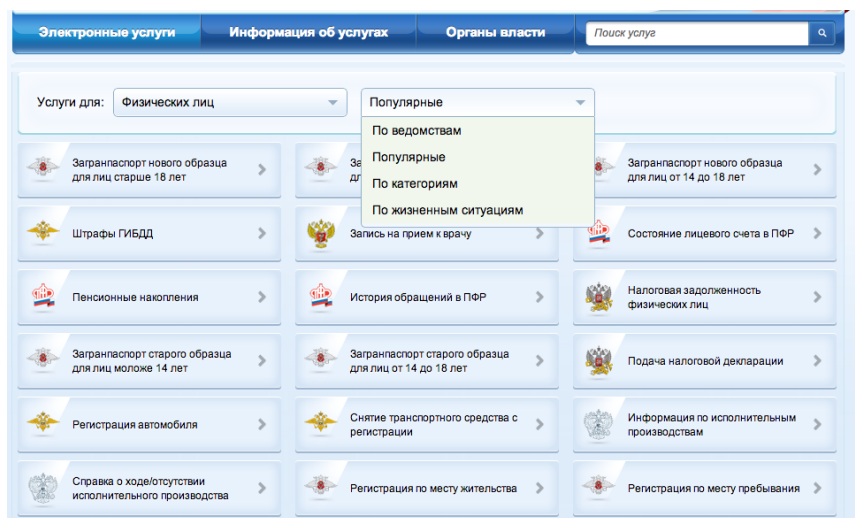 Электронные услуги
Информация об услугах
Органы власти
Поиск услуг
Услуги для:
Физических лиц
Популярные
По ведомствам
Популярные
По категориям
По жизненным ситуациям
Загранпаспорт нового образца
для лиц старше 18 лет
За
дл
Загранпаспорт нового образца
для лиц от 14 до 18 лет
Штрафы ГИБДД
Запись на прием к врачу
Состояние лицевого счета в ПФР
Пенсионные накопления
История обращений в ПФР
Налоговая задолженность
физических лиц
Загранпаспорт старого образца
для лиц моложе 14 лет
Загранпаспорт старого образца
для лиц от 14 до 18 лет
Подача налоговой декларации
Регистрация автомобиля
Снятие транспортного средства с
регистрации
Информация по исполнительным
производствам
Справка о ходе/отсутствии
исполнительного производства
Регистрация по месту жительства
Регистрация по месту пребывания